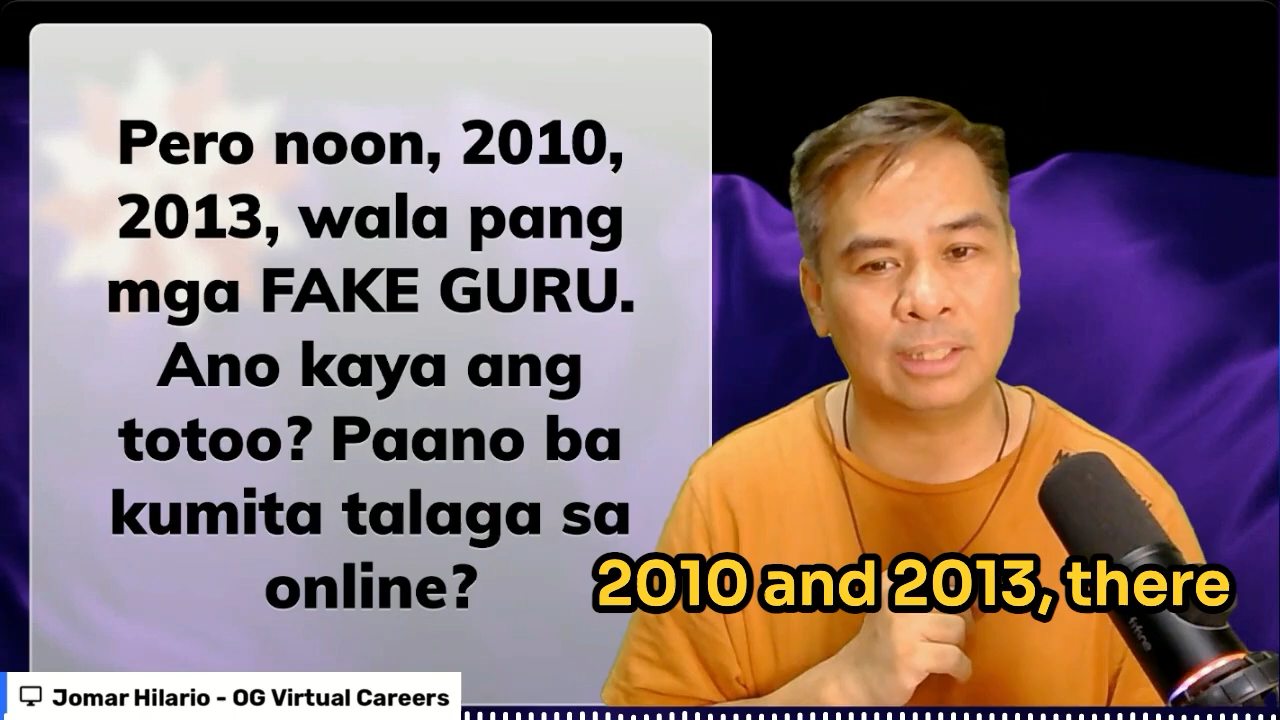 Pero noon, 2010,
2013, wala pang
mga FAKE GURU.
Ano kaya ang
totoo? Paano ba
kumita talaga sa
online?
2010 and 2013, there
fifine
Jomar Hilario - OG Virtual Careers